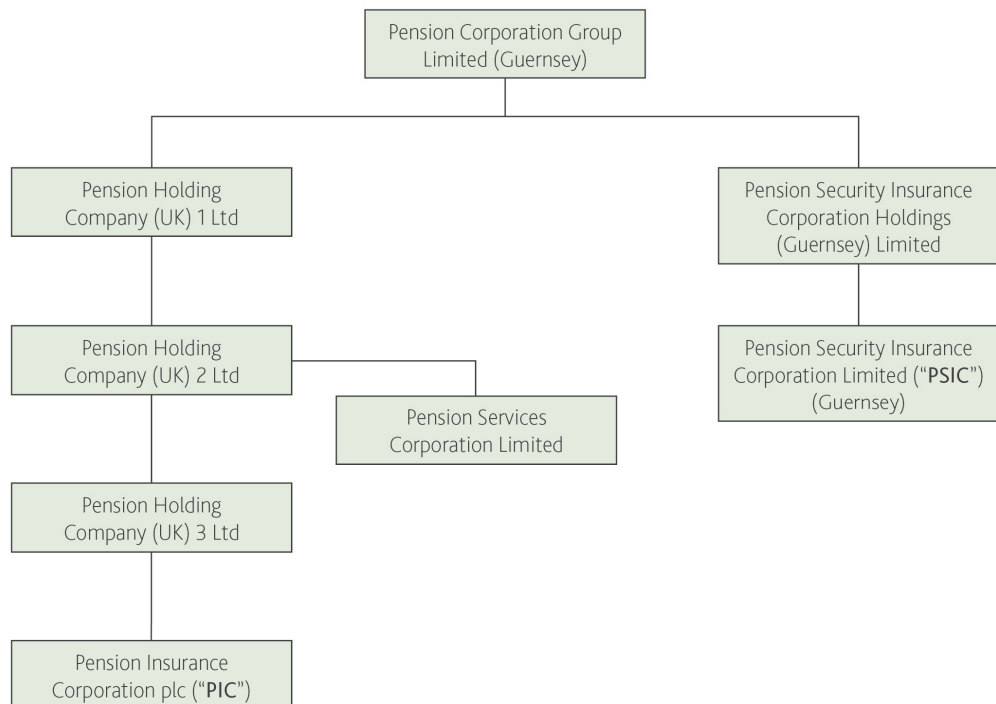 Pension Corporation Group
Limited (Guernsey)
Pension Holding
Company (UK) 1 Ltd
Pension Security Insurance
Corporation Holdings
(Guernsey) Limited
Pension Holding
Company (UK) 2 Ltd
Pension Security Insurance
Corporation Limited (“PSIC”)
(Guernsey)
Pension Services
Corporation Limited
Pension Holding
Company (UK) 3 Ltd
Pension Insurance
Corporation plc (“PIC”)